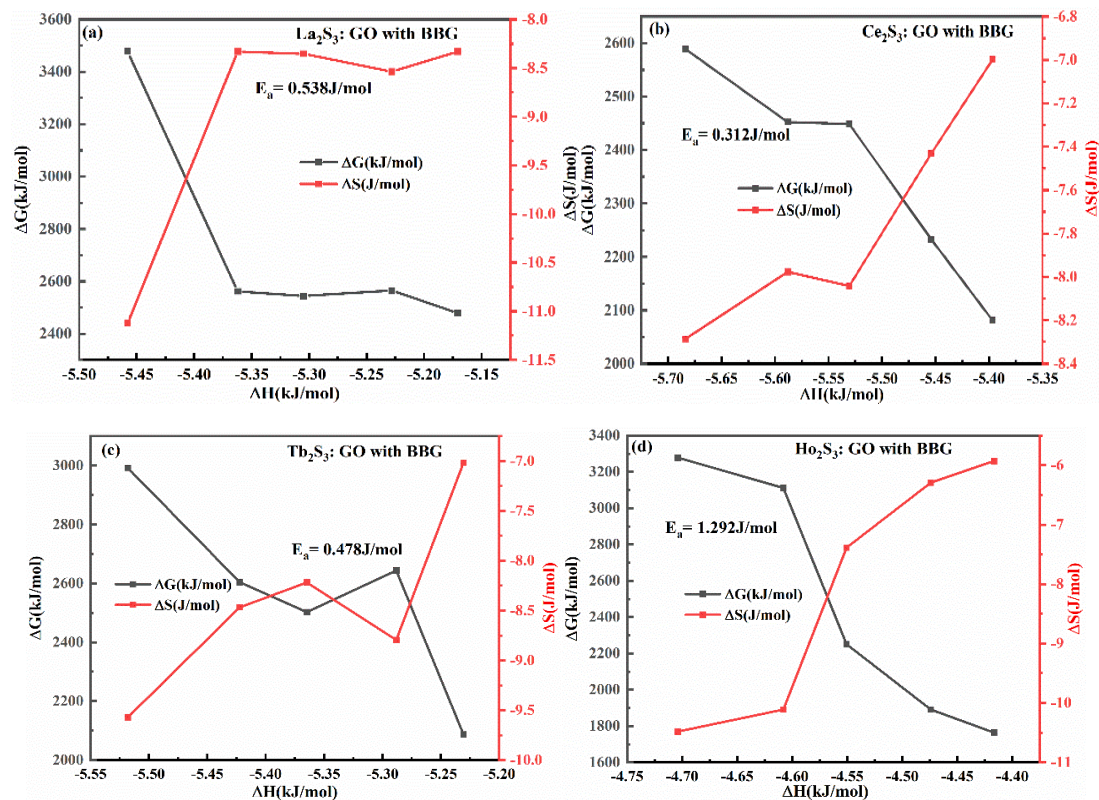 (a)
La₂S₃: GO with BBG
Eₐ= 0.538J/mol
ΔG(kJ/mol)
ΔS(J/mol)
3600
3400
3200
3000
2800
2600
2400
ΔG(kJ/mol)
-5.50 -5.45 -5.40 -5.35 -5.30 -5.25 -5.20 -5.15
ΔH(kJ/mol)
-8.0
-8.5
-9.0
-9.5
-10.0
-10.5
-11.0
-11.5
ΔS(J/mol)
(b)
Ce₂S₃: GO with BBG
Eₐ= 0.312J/mol
ΔG(kJ/mol)
ΔS(J/mol)
2600
2500
2400
2300
2200
2100
2000
ΔG(kJ/mol)
-5.70 -5.65 -5.60 -5.55 -5.50 -5.45 -5.40 -5.35
ΔH(kJ/mol)
-6.8
-7.0
-7.2
-7.4
-7.6
-7.8
-8.0
-8.2
-8.4
ΔS(J/mol)
(c)
Tb₂S₃: GO with BBG
Eₐ= 0.478J/mol
ΔG(kJ/mol)
ΔS(J/mol)
3000
2800
2600
2400
2200
2000
ΔG(kJ/mol)
-5.55 -5.50 -5.45 -5.40 -5.35 -5.30 -5.25 -5.20
ΔH(kJ/mol)
-7.0
-7.5
-8.0
-8.5
-9.0
-9.5
-10.0
ΔS(J/mol)
(d)
Ho₂S₃: GO with BBG
Eₐ= 1.292J/mol
ΔG(kJ/mol)
ΔS(J/mol)
3400
3200
3000
2800
2600
2400
2200
2000
1800
1600
ΔG(kJ/mol)
-4.75 -4.70 -4.65 -4.60 -4.55 -4.50 -4.45 -4.40
ΔH(kJ/mol)
-6
-7
-8
-9
-10
-11
ΔS(J/mol)